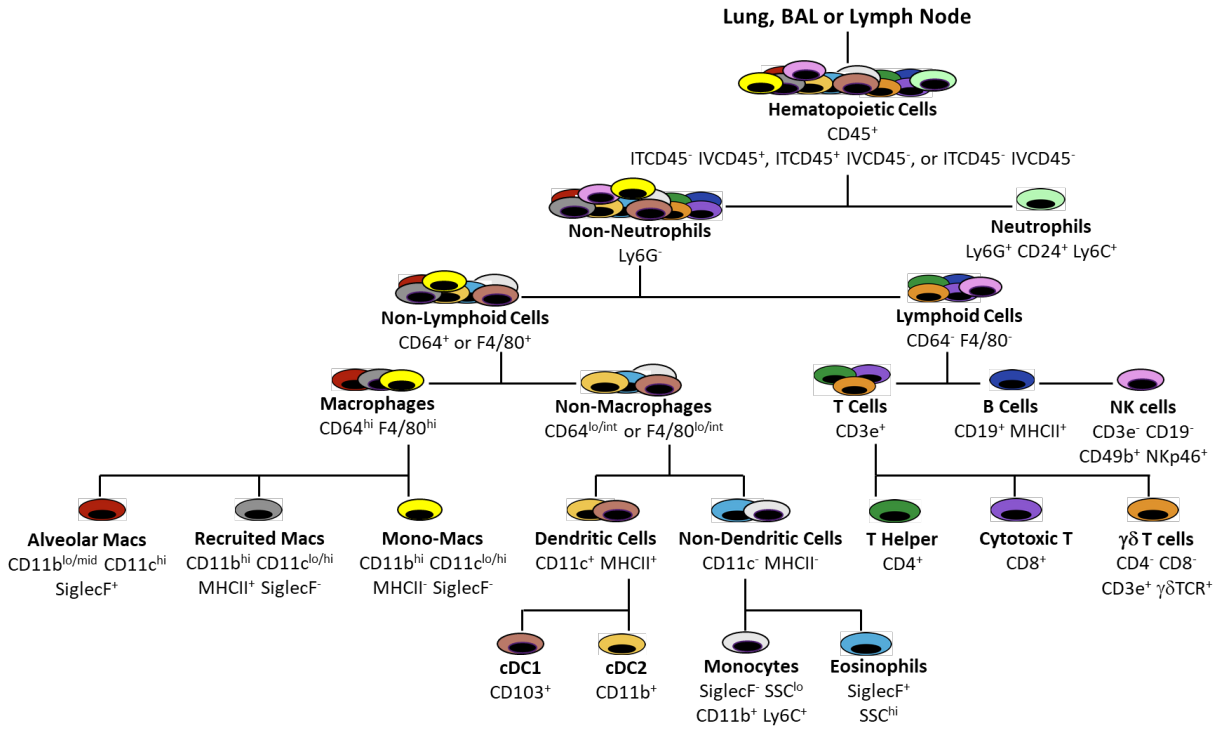 Lung, BAL or Lymph Node
Hematopoietic Cells
CD45⁺
ITCD45⁻ IVCD45⁺, ITCD45⁺ IVCD45⁻, or ITCD45⁻ IVCD45⁻
Non-Neutrophils
Ly6G⁻
Neutrophils
Ly6G⁺ CD24⁺ Ly6C⁺
Non-Lymphoid Cells
CD64⁺ or F4/80⁺
Lymphoid Cells
CD64⁻ F4/80⁻
Macrophages
CD64ʰⁱ F4/80ʰⁱ
Non-Macrophages
CD64ˡᵒ/ⁱⁿᵗ or F4/80ˡᵒ/ⁱⁿᵗ
T Cells
CD3e⁺
B Cells
CD19⁺ MHCII⁺
NK cells
CD3e⁻ CD19⁻
CD49b⁺ NKp46⁺
Alveolar Macs
CD11bˡᵒ/ᵐⁱᵈ CD11cʰⁱ
SiglecF⁺
Recruited Macs
CD11bʰⁱ CD11cˡᵒ/ʰⁱ
MHCII⁺ SiglecF⁻
Mono-Macs
CD11bʰⁱ CD11cˡᵒ/ʰⁱ
MHCII⁻ SiglecF⁻
Dendritic Cells
CD11c⁺ MHCII⁺
Non-Dendritic Cells
CD11c⁻ MHCII⁻
T Helper
CD4⁺
Cytotoxic T
CD8⁺
γδ T cells
CD4⁻ CD8⁻
CD3e⁺ γδTCR⁺
cDC1
CD103⁺
cDC2
CD11b⁺
Monocytes
SiglecF⁻ SSCˡᵒ
CD11b⁺ Ly6C⁺
Eosinophils
SiglecF⁺
SSCʰⁱ